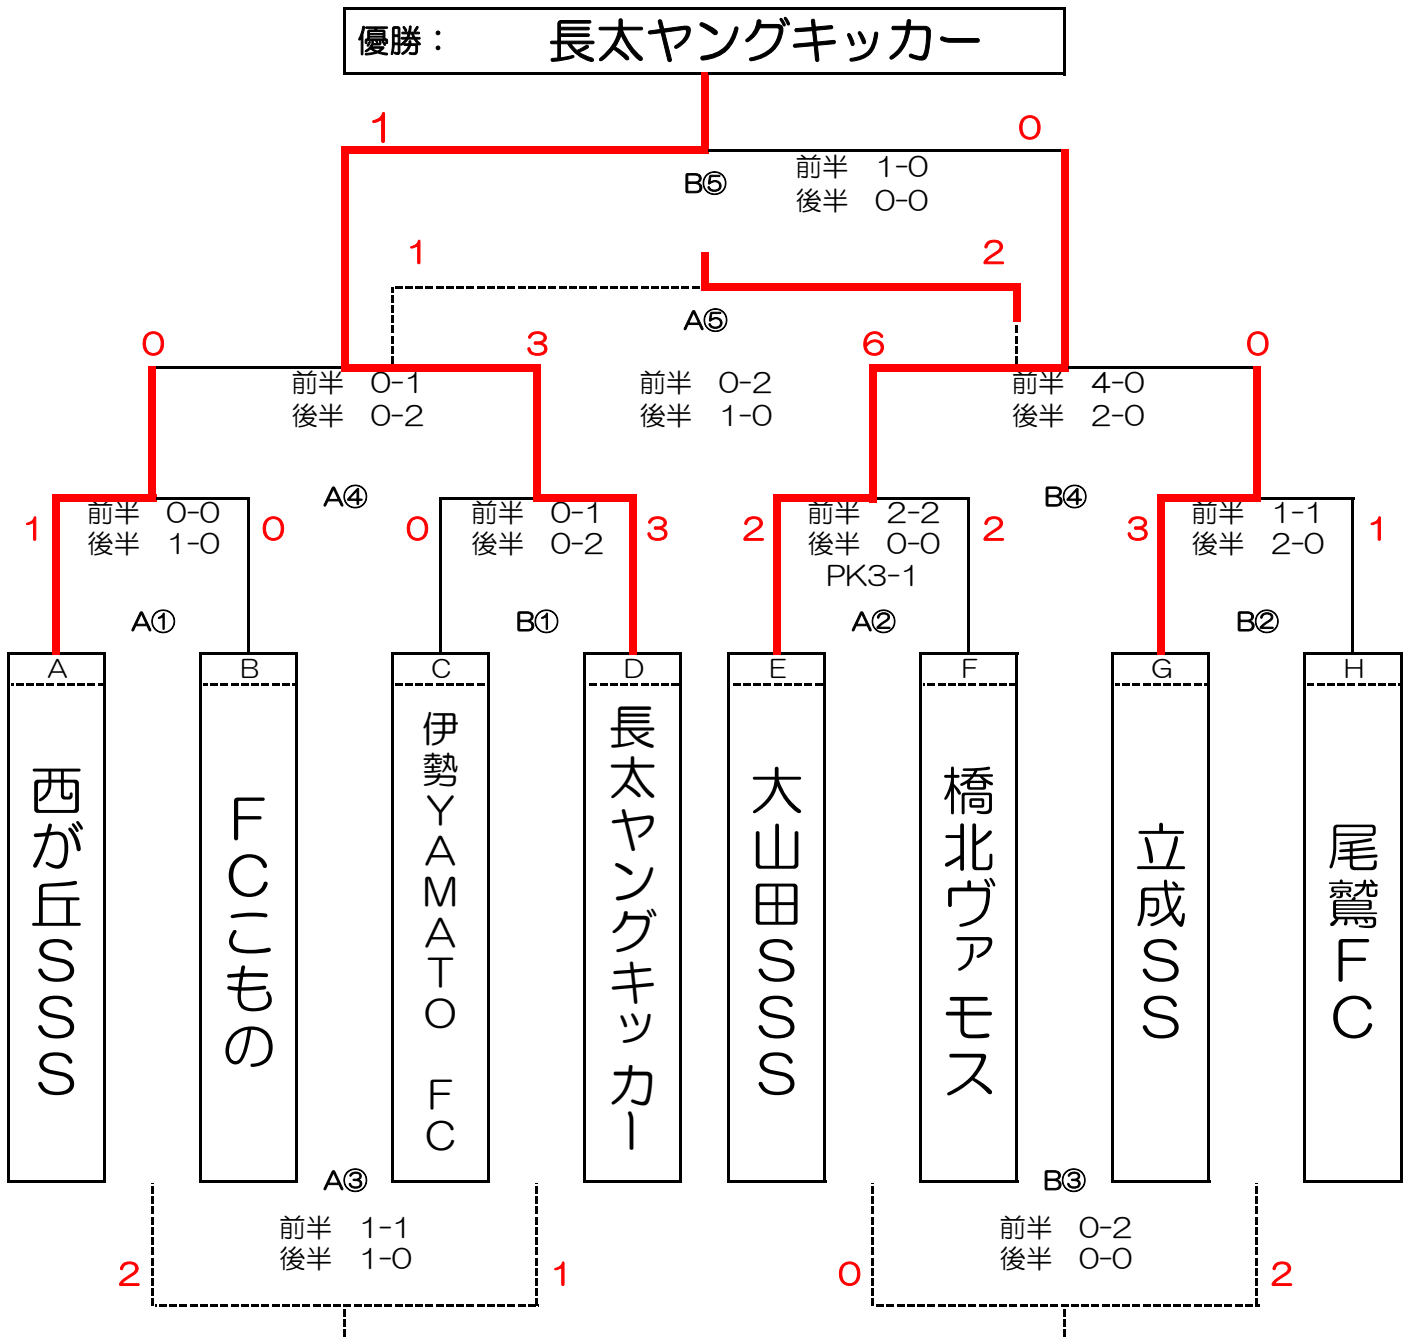 優勝： 長太ヤングキッカー
1 0
前半 1-0
B⑤
後半 0-0
1 2
A⑤
0 3 6 0
前半 0-1 前半 0-2 前半 4-0
後半 0-2 後半 1-0 後半 2-0
A④ B④
前半 0-0 前半 0-1 前半 2-2 前半 1-1
1 0 0 3 2 2 3 1
後半 1-0 後半 0-2 後半 0-0 後半 2-0
PK3-1
A① B① A② B②
A B C D E F G H
西が丘SSS
FCこもの
伊勢YAMATO FC
長太ヤングキッカー
大山田SSS
橋北ヴァモス
立成SS
尾鷲FC
A③ B③
前半 1-1 前半 0-2
後半 1-0 後半 0-0
2 1 0 2